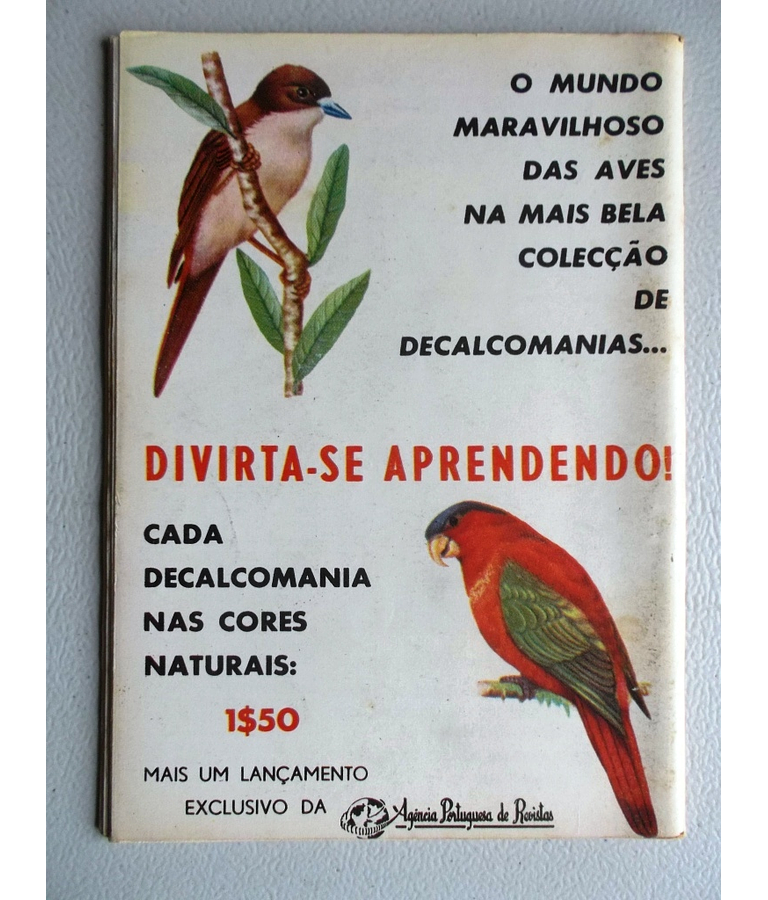 O MUNDO
MARAVILHOSO
DAS AVES
NA MAIS BELA
COLECÇÃO
DE
DECALCOMANIAS...
DIVIRTA-SE APRENDENDO!
CADA
DECALCOMANIA
NAS CORES
NATURAIS:
1$50
MAIS UM LANÇAMENTO
EXCLUSIVO DA Agência Portuguesa de Revistas